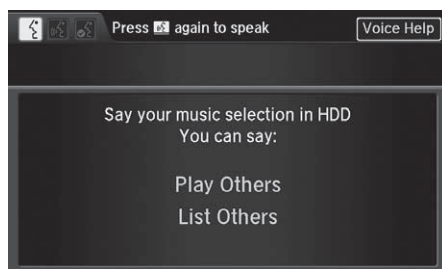 Press again to speak
Voice Help
Say your music selection in HDD
You can say:
Play Others
List Others